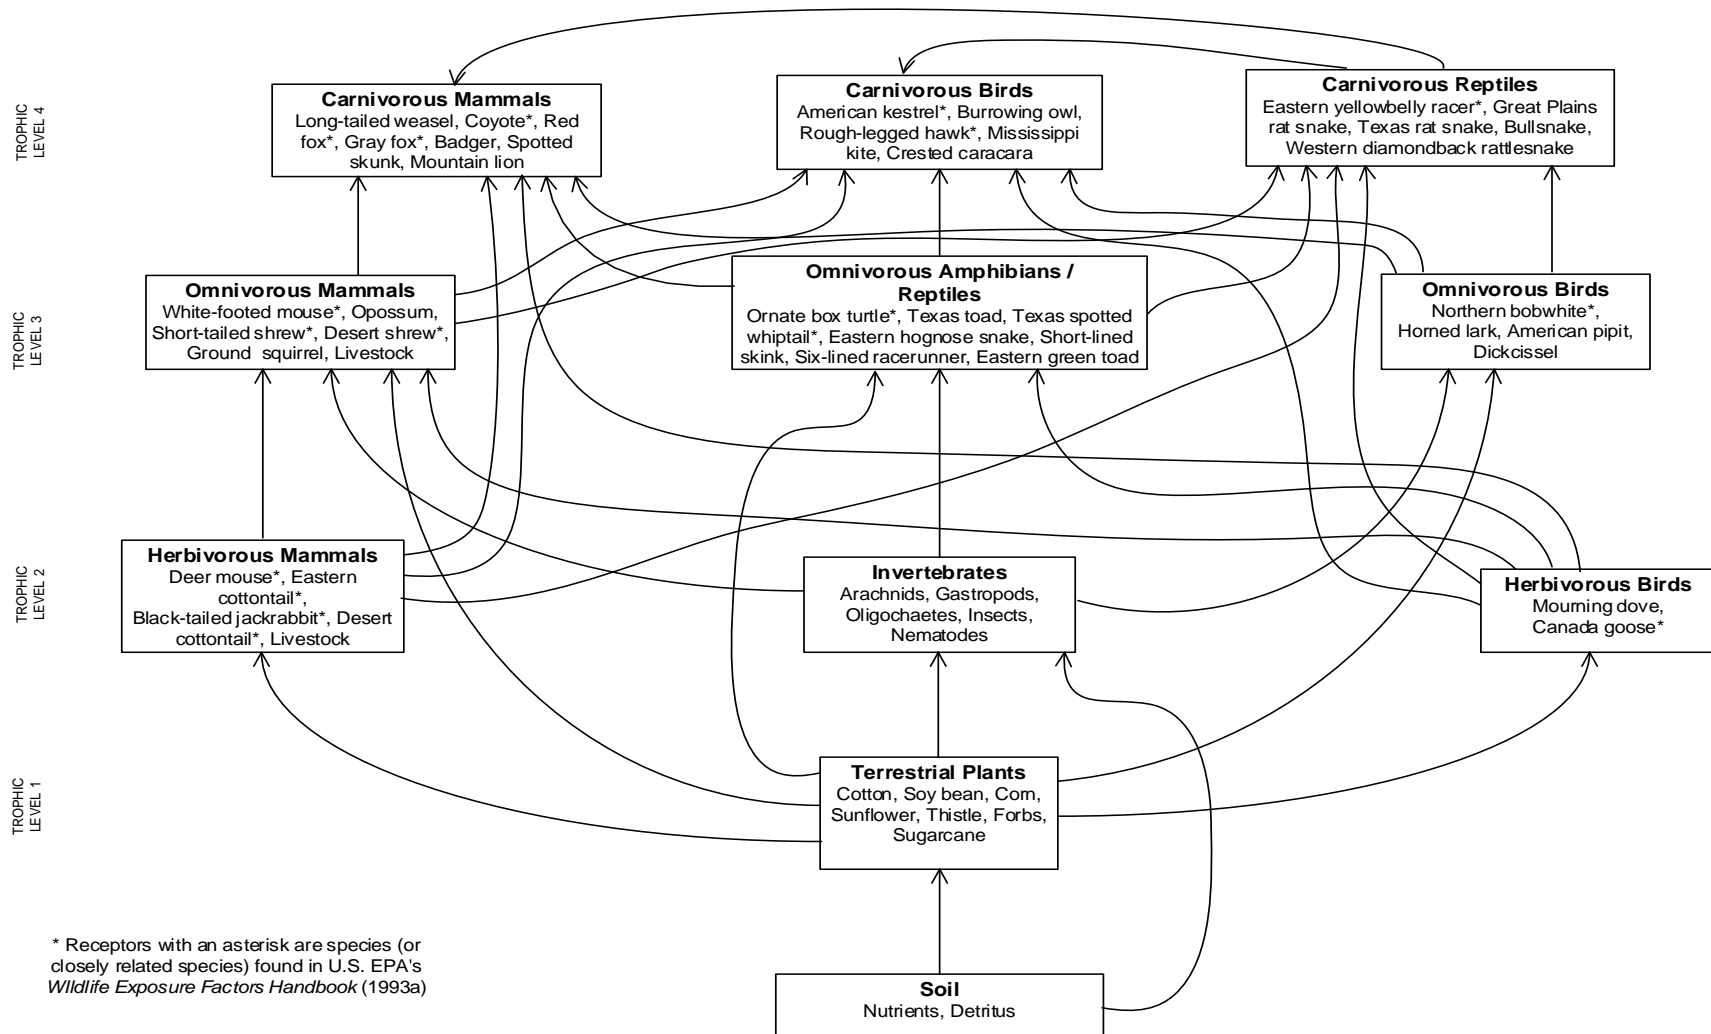 TROPHIC
LEVEL 4
Carnivorous Mammals
Long-tailed weasel, Coyote*, Red
fox*, Gray fox*, Badger, Spotted
skunk, Mountain lion
Carnivorous Birds
American kestrel*, Burrowing owl,
Rough-legged hawk*, Mississippi
kite, Crested caracara
Carnivorous Reptiles
Eastern yellowbelly racer*, Great Plains
rat snake, Texas rat snake, Bullsnake,
Western diamondback rattlesnake
TROPHIC
LEVEL 3
Omnivorous Mammals
White-footed mouse*, Opossum,
Short-tailed shrew*, Desert shrew*,
Ground squirrel, Livestock
Omnivorous Amphibians /
Reptiles
Ornate box turtle*, Texas toad, Texas spotted
whiptail*, Eastern hognose snake, Short-lined
skink, Six-lined racerunner, Eastern green toad
Omnivorous Birds
Northern bobwhite*,
Horned lark, American pipit,
Dickcissel
TROPHIC
LEVEL 2
Herbivorous Mammals
Deer mouse*, Eastern
cottontail*,
Black-tailed jackrabbit*, Desert
cottontail*, Livestock
Invertebrates
Arachnids, Gastropods,
Oligochaetes, Insects,
Nematodes
Herbivorous Birds
Mourning dove,
Canada goose*
TROPHIC
LEVEL 1
Terrestrial Plants
Cotton, Soy bean, Corn,
Sunflower, Thistle, Forbs,
Sugarcane
* Receptors with an asterisk are species (or
closely related species) found in U.S. EPA's
WIldlife Exposure Factors Handbook (1993a)
Soil
Nutrients, Detritus